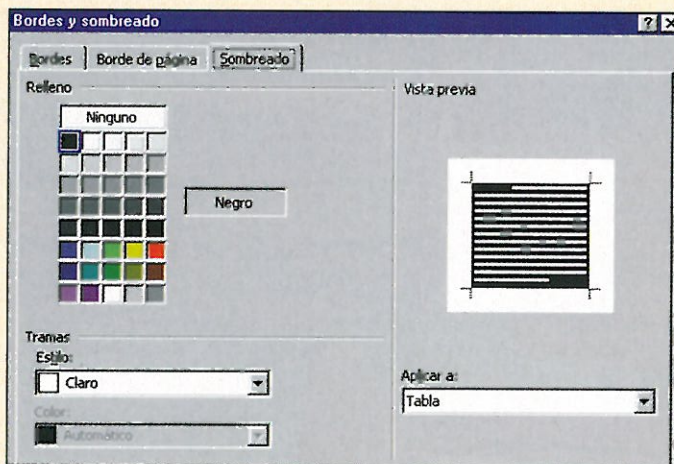 Bordes y sombreado
Bordes
Borde de página
Sombreado
Relleno
Ninguno
Negro
Vista previa
Tramas
Estilo:
Claro
Color:
Automático
Aplicar a:
Tabla